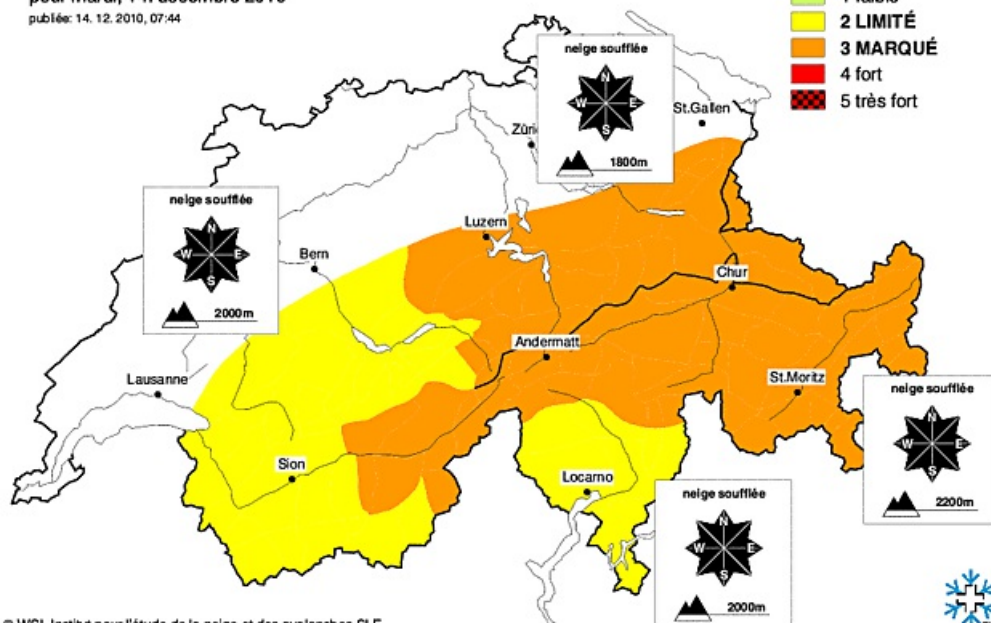 publiée: 14. 12. 2010, 07:44
2 LIMITÉ
3 MARQUÉ
4 fort
5 très fort
neige soufflée
N
W E
S
1800m
St.Gallen
neige soufflée
N
W E
S
2000m
Luzern
Bern
Chur
Andermatt
Lausanne
St.Moritz
neige soufflée
N
W E
S
2200m
Sion
Locarno
neige soufflée
N
W E
S
2000m